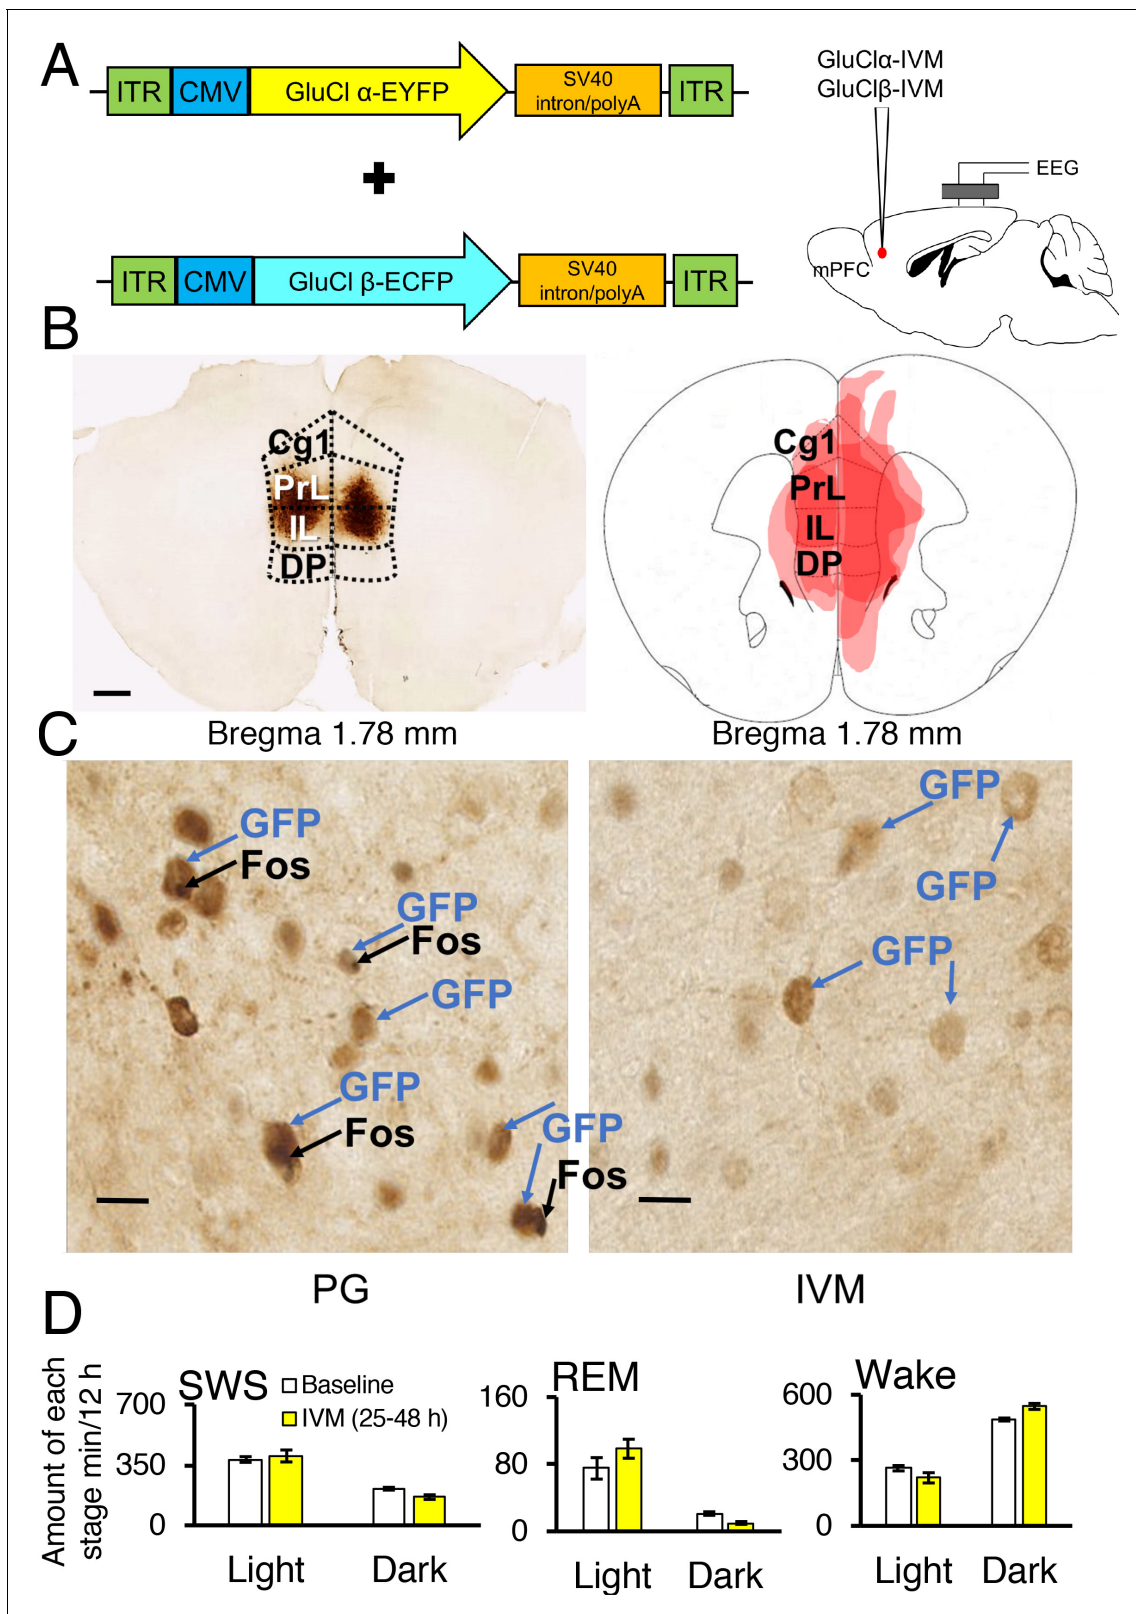 A
ITR CMV GluCl α-EYFP SV40 intron/polyA ITR
GluClα-IVM
GluClβ-IVM
EEG
mPFC
+
ITR CMV GluCl β-ECFP SV40 intron/polyA ITR
B
Cg1
PrL
IL
DP
Bregma 1.78 mm
Cg1
PrL
IL
DP
Bregma 1.78 mm
C
GFP
Fos
GFP
Fos
GFP
GFP
Fos
GFP
Fos
PG
GFP
GFP
GFP
IVM
D
Amount of each
stage min/12 h
SWS
Baseline
IVM (25-48 h)
700
350
0
Light Dark
REM
160
80
0
Light Dark
Wake
600
300
0
Light Dark